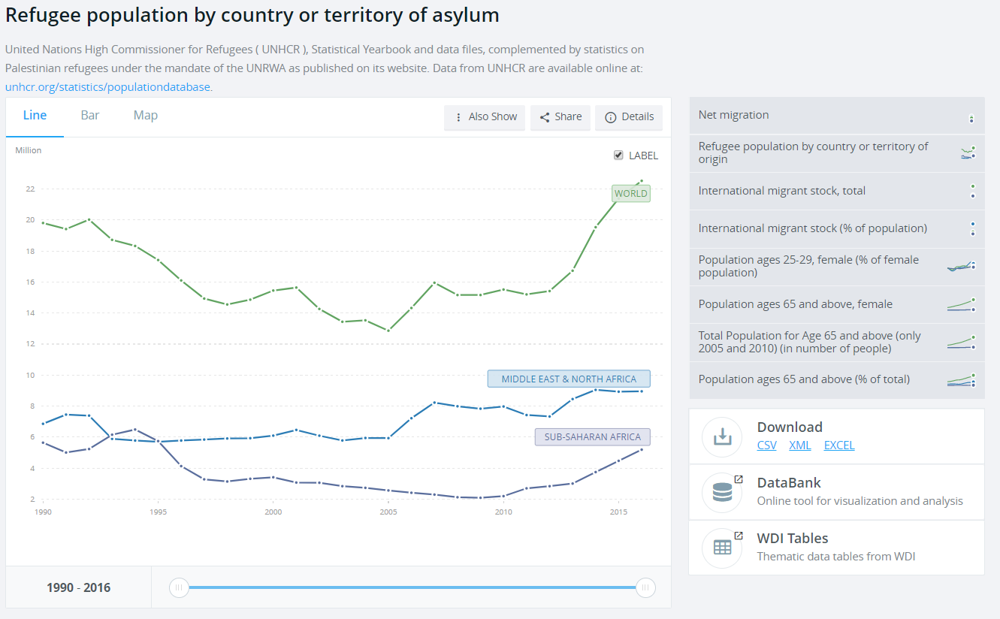 Refugee population by country or territory of asylum
United Nations High Commissioner for Refugees ( UNHCR ), Statistical Yearbook and data files, complemented by statistics on
Palestinian refugees under the mandate of the UNRWA as published on its website. Data from UNHCR are available online at:
unhcr.org/statistics/populationdatabase.
Line
Bar
Map
Also Show
Share
Details
Million
LABEL
22
20
18
16
14
12
10
8
6
4
2
WORLD
MIDDLE EAST & NORTH AFRICA
SUB-SAHARAN AFRICA
1990
1995
2000
2005
2010
2015
1990 - 2016
Net migration
Refugee population by country or territory of
origin
International migrant stock, total
International migrant stock (% of population)
Population ages 25-29, female (% of female
population)
Population ages 65 and above, female
Total Population for Age 65 and above (only
2005 and 2010) (in number of people)
Population ages 65 and above (% of total)
Download
CSV XML EXCEL
DataBank
Online tool for visualization and analysis
WDI Tables
Thematic data tables from WDI